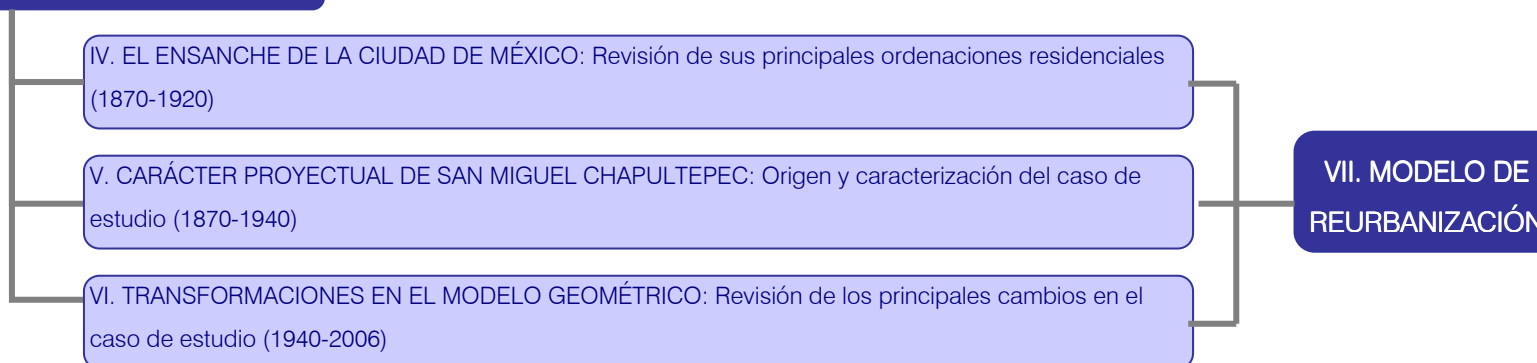 IV. EL ENSANCHE DE LA CIUDAD DE MÉXICO: Revisión de sus principales ordenaciones residenciales
(1870-1920)
V. CARÁCTER PROYECTUAL DE SAN MIGUEL CHAPULTEPEC: Origen y caracterización del caso de
estudio (1870-1940)
VI. TRANSFORMACIONES EN EL MODELO GEOMÉTRICO: Revisión de los principales cambios en el
caso de estudio (1940-2006)
VII. MODELO DE
REURBANIZACIÓN